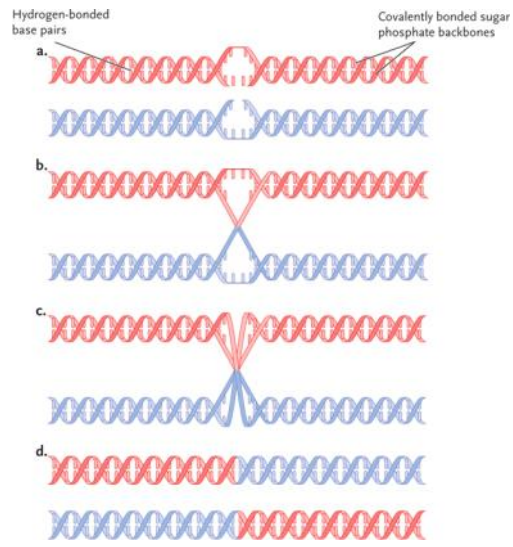 Hydrogen-bonded
base pairs
Covalently bonded sugar
phosphate backbones
a.
b.
c.
d.